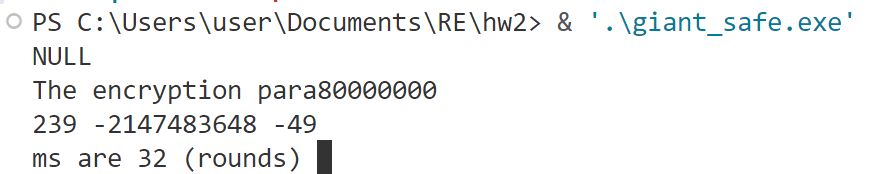 PS C:\Users\user\Documents\RE\hw2> & '.\giant_safe.exe'
NULL
The encryption para80000000
239 -2147483648 -49
ms are 32 (rounds)